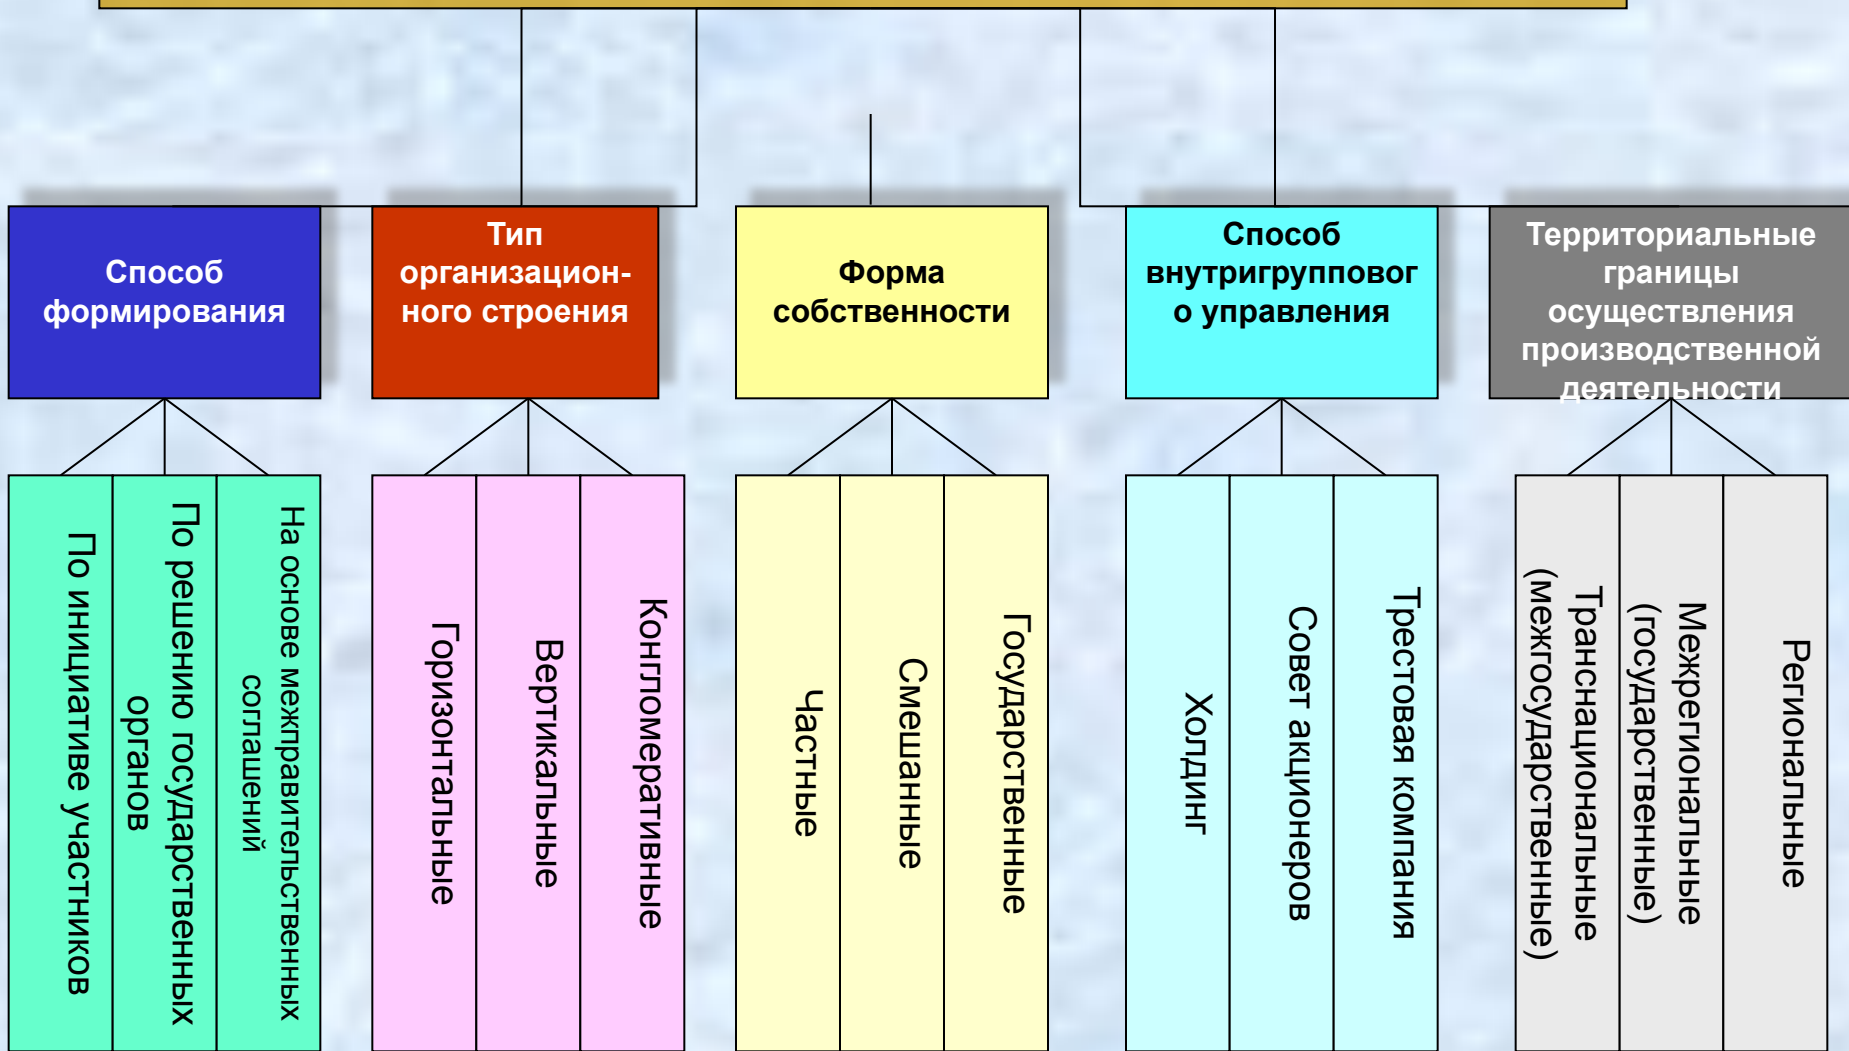 Способ
формирования
Тип
организацион-
ного строения
Форма
собственности
Способ
внутригрупповог
о управления
Территориальные
границы
осуществления
производственной
деятельности
По инициативе участников
По решению государственных
органов
На основе межправительственных
соглашений
Горизонтальные
Вертикальные
Конгломеративные
Частные
Смешанные
Государственные
Холдинг
Совет акционеров
Трестовая компания
Транснациональные
(межгосударственные)
Межрегиональные
(государственные)
Региональные